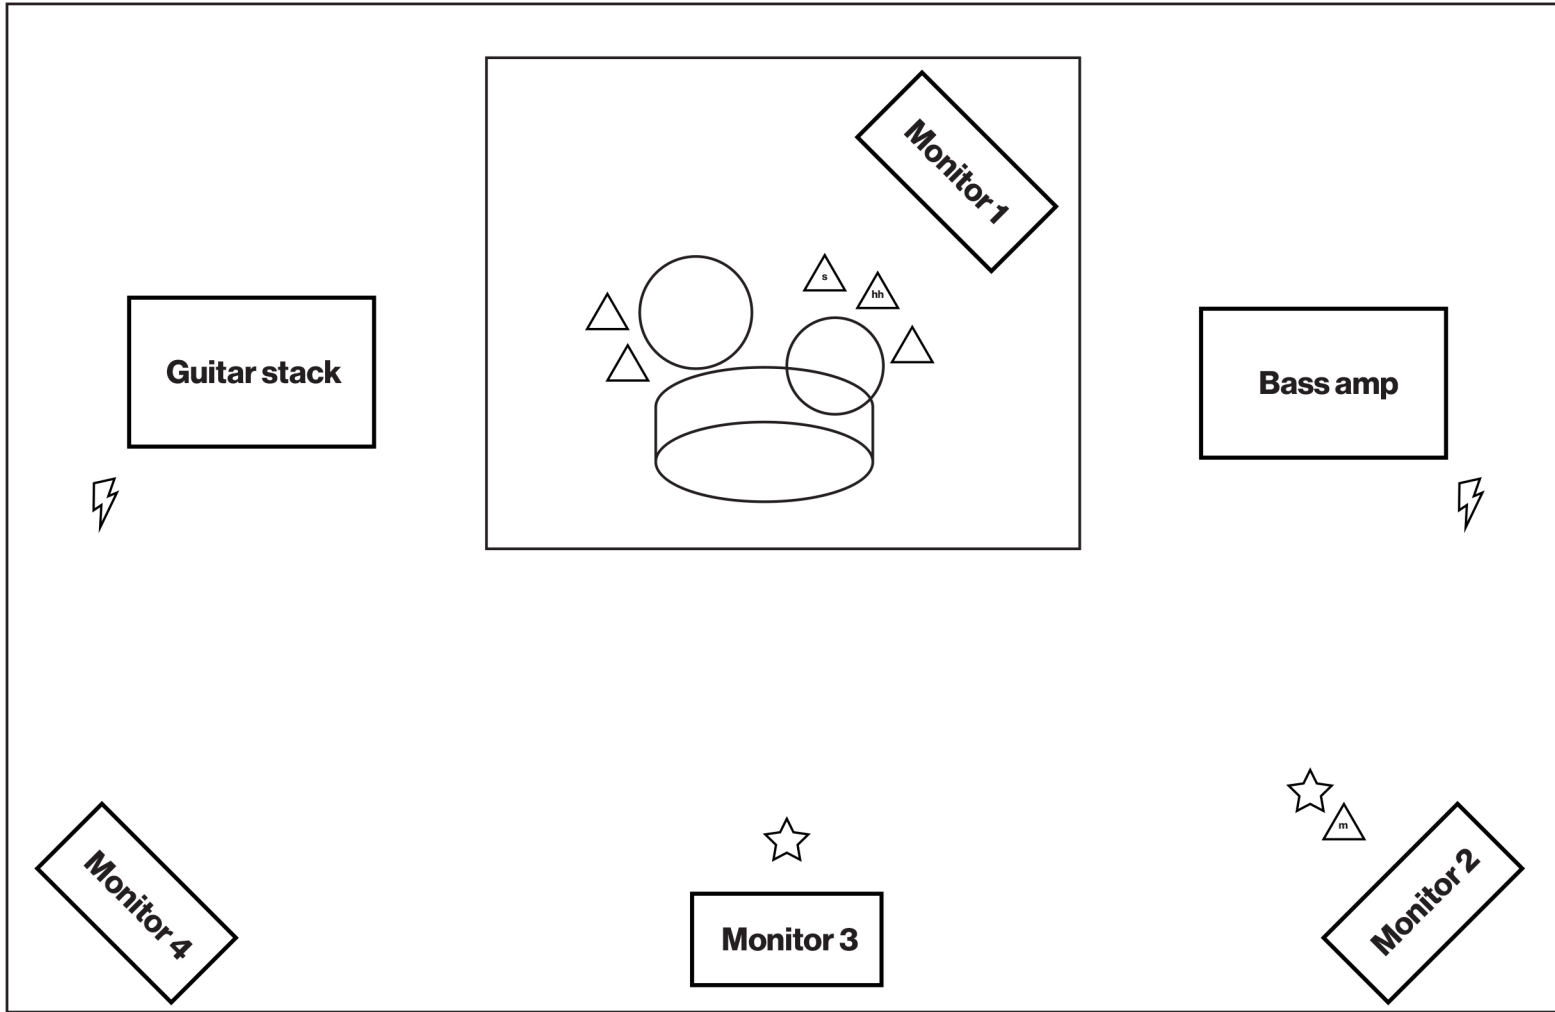 Monitor 1
s
hh
Guitar stack
Bass amp
m
Monitor 4
Monitor 3
Monitor 2